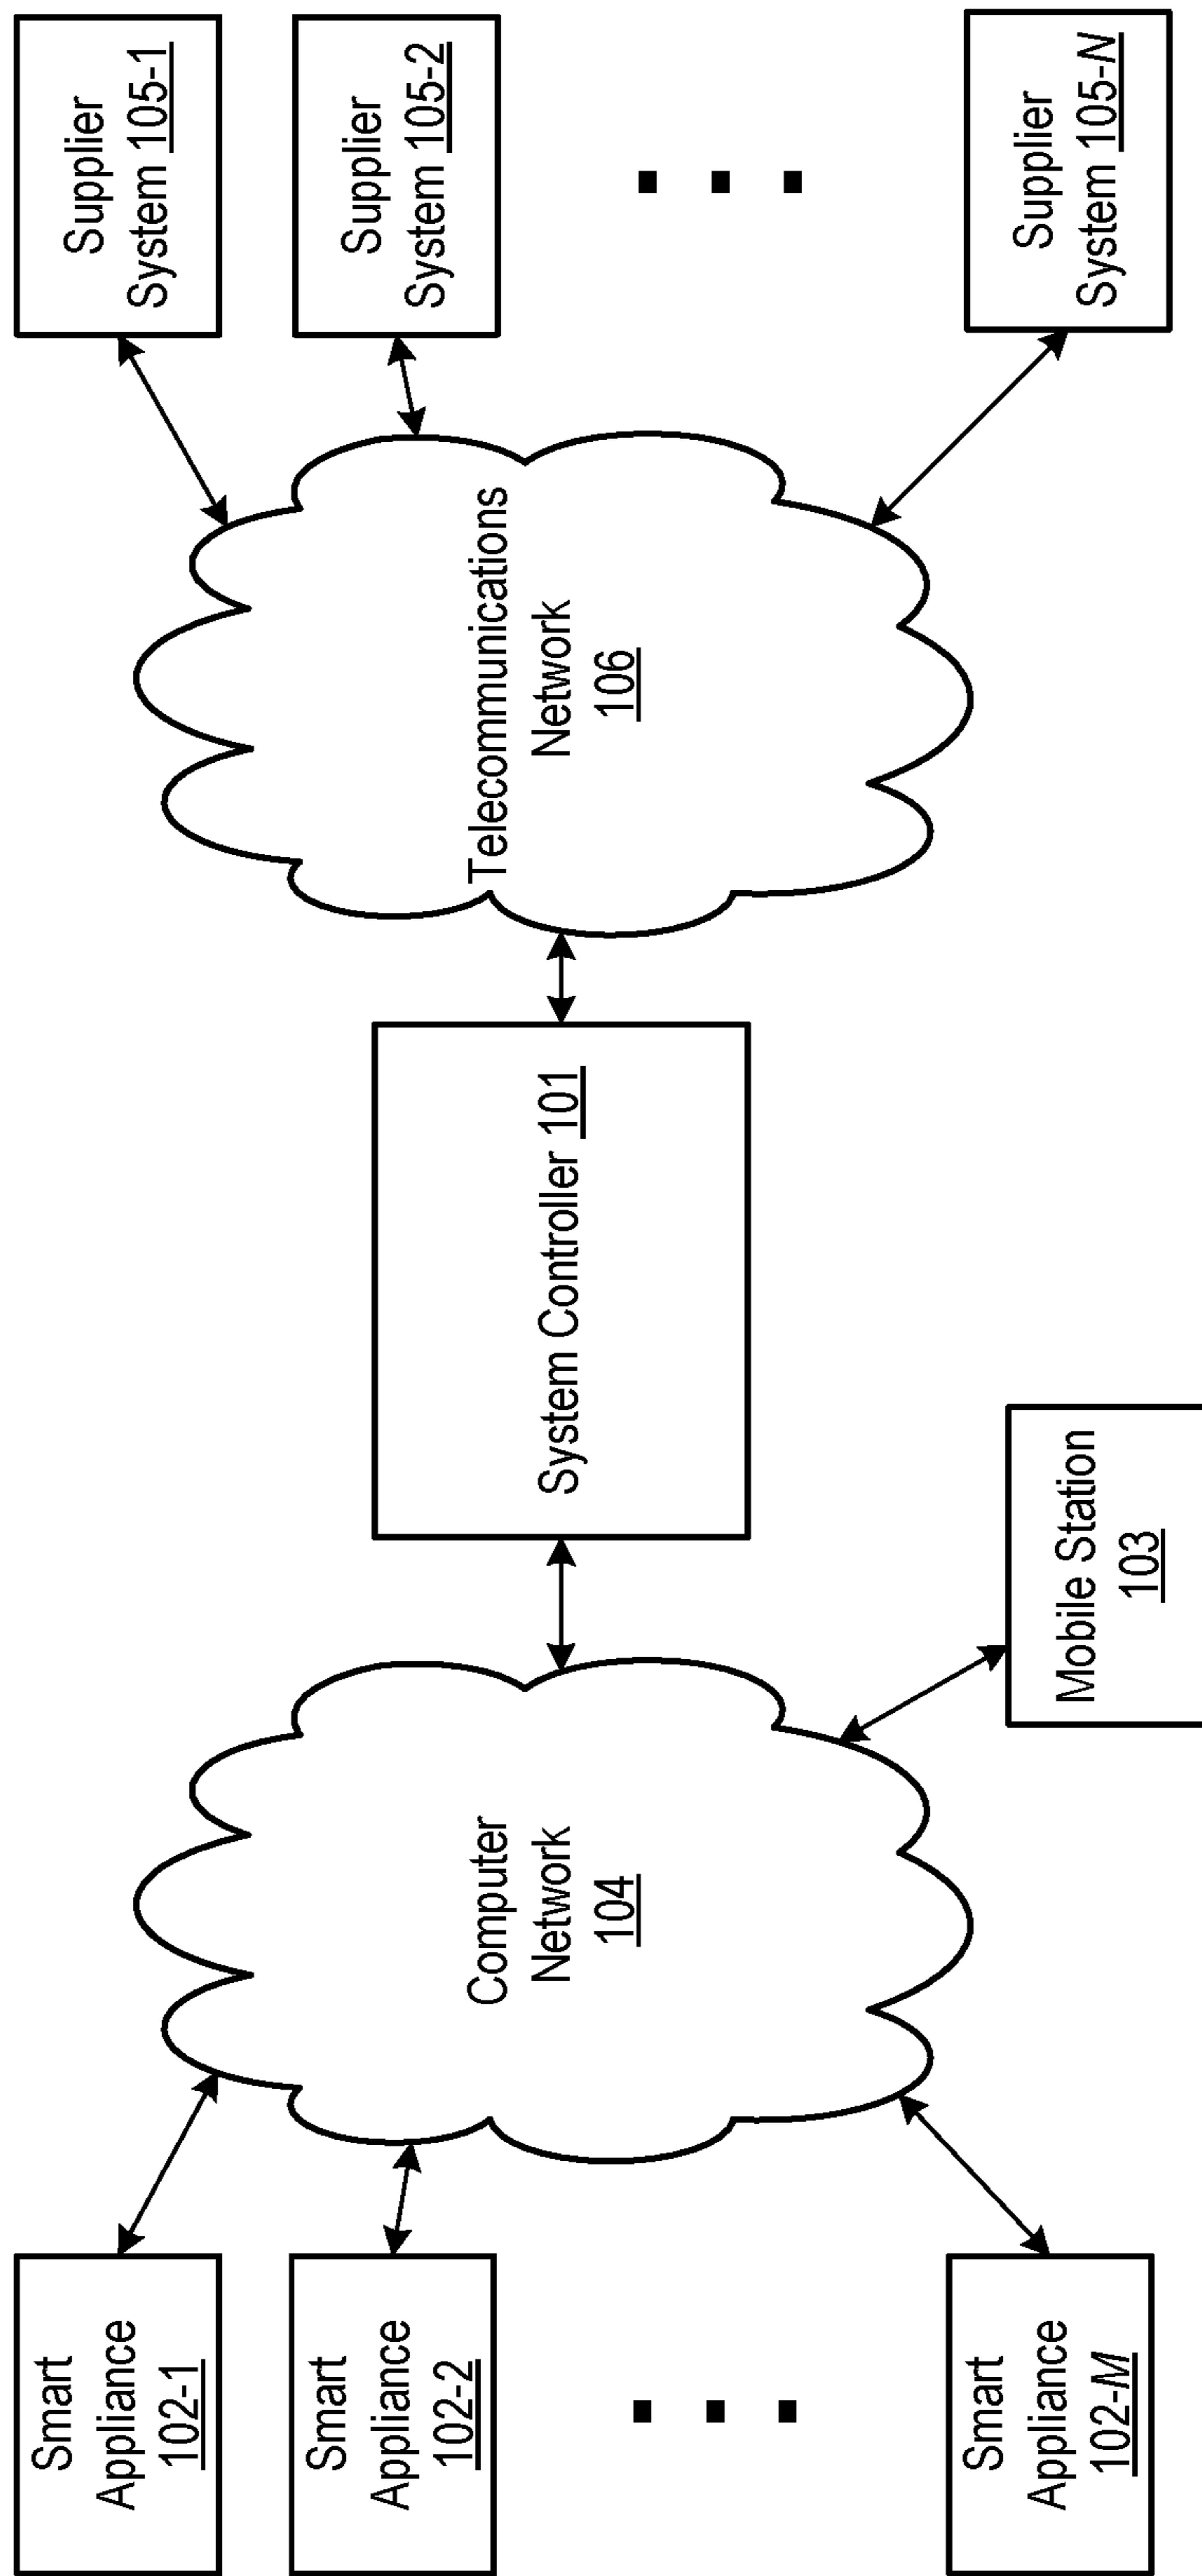 Smart
Appliance
102-1
Smart
Appliance
102-2
Smart
Appliance
102-M
Computer
Network
104
Mobile Station
103
System Controller 101
Telecommunications
Network
106
Supplier
System 105-1
Supplier
System 105-2
Supplier
System 105-N